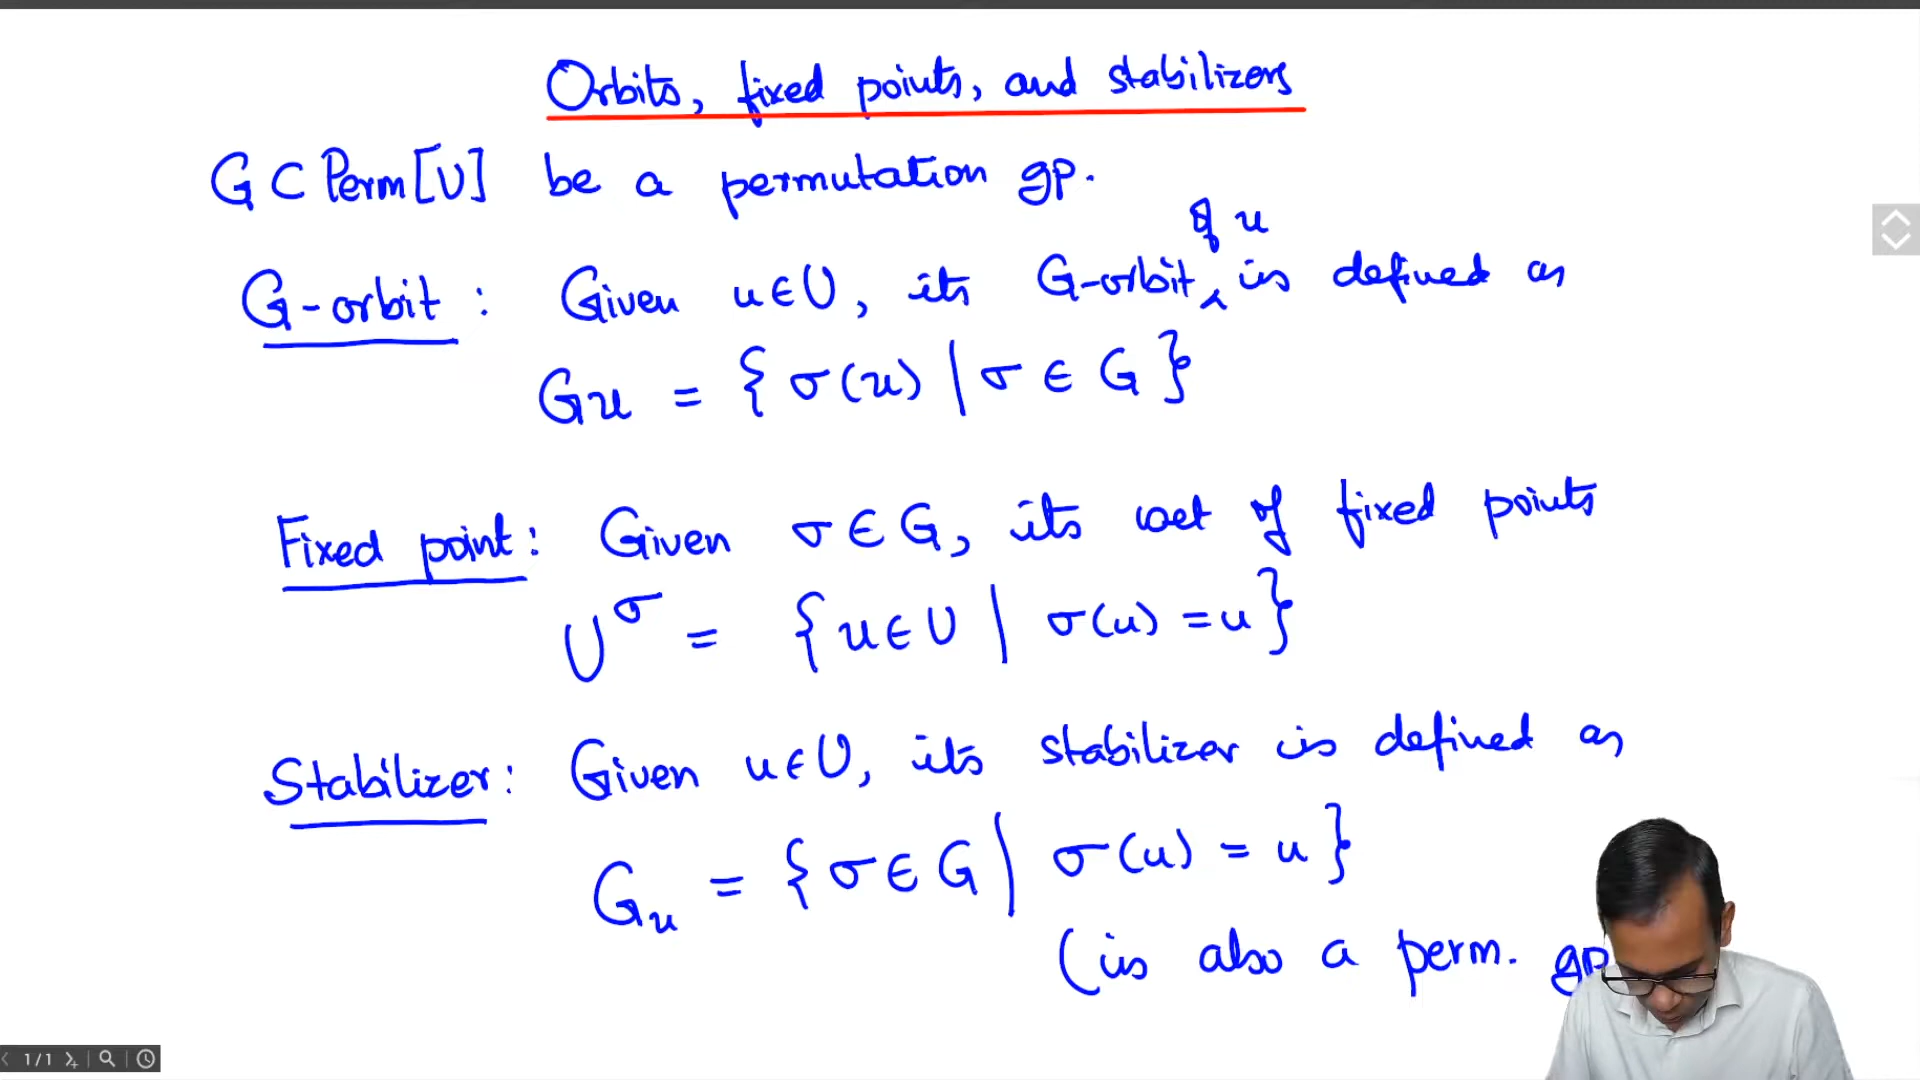 Orbits, fixed points, and stabilizers
G ⊂ Perm[U] be a permutation gp.
of u
G-orbit : Given u ∈ U, its G-orbit ^ is defined as
Gu = { σ(u) | σ ∈ G }
Fixed point : Given σ ∈ G, its set of fixed points
U^σ = { u ∈ U | σ(u) = u }
Stabilizer : Given u ∈ U, its stabilizer is defined as
G_u = { σ ∈ G | σ(u) = u }
(is also a perm. gp
1/1